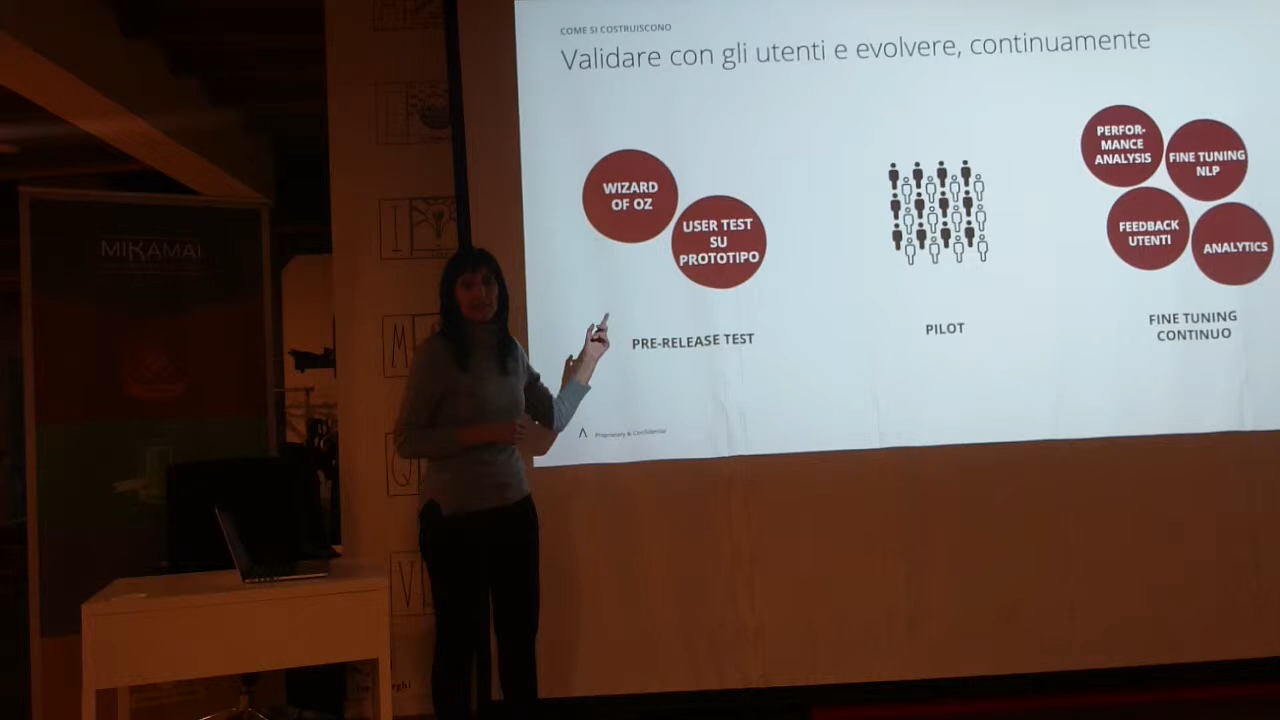 COME SI COSTRUISCONO
Validare con gli utenti e evolvere, continuamente
WIZARD
OF OZ
USER TEST
SU
PROTOTIPO
PRE-RELEASE TEST
PILOT
PERFOR-
MANCE
ANALYSIS
FINE TUNING
NLP
FEEDBACK
UTENTI
ANALYTICS
FINE TUNING
CONTINUO
Proprietary & Confidential
MIKAMAI
I
M
Q
V